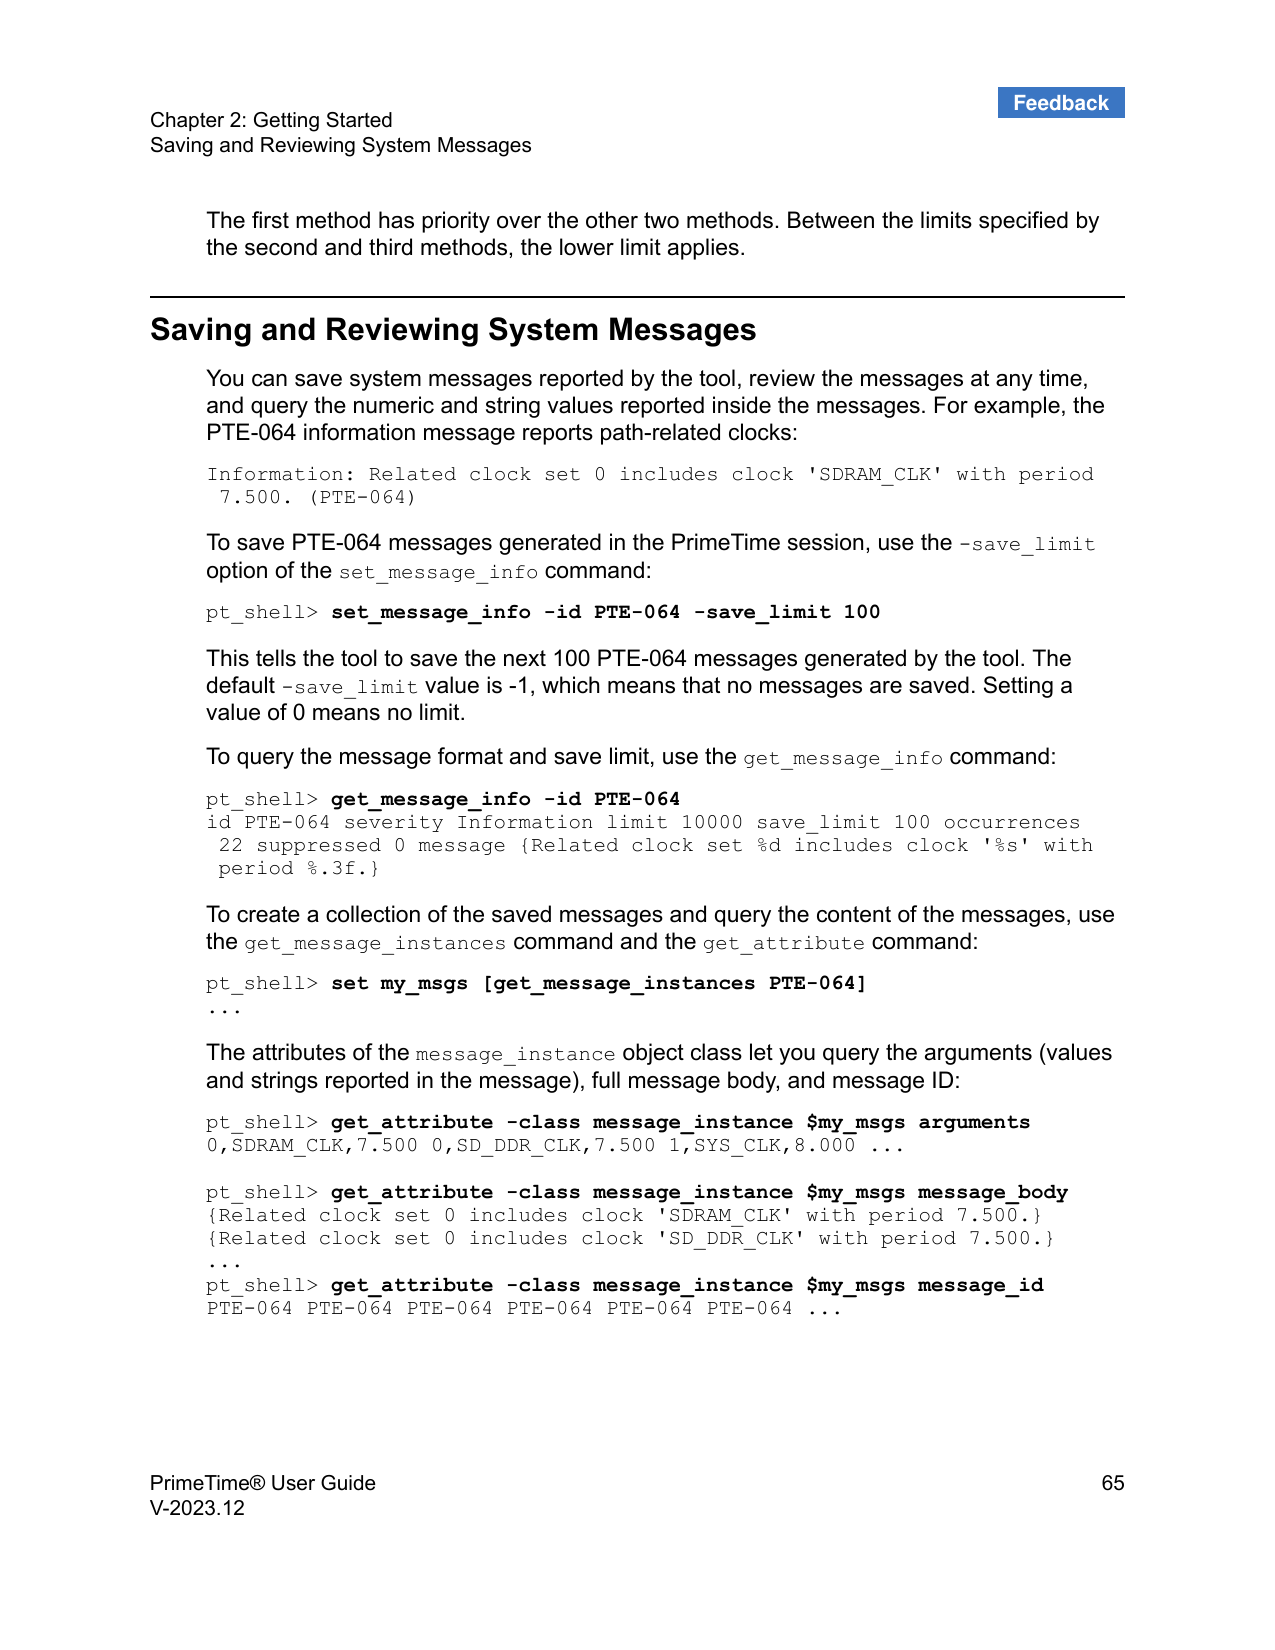 Feedback
Chapter 2: Getting Started
Saving and Reviewing System Messages
The first method has priority over the other two methods. Between the limits specified by
the second and third methods, the lower limit applies.
Saving and Reviewing System Messages
You can save system messages reported by the tool, review the messages at any time,
and query the numeric and string values reported inside the messages. For example, the
PTE-064 information message reports path-related clocks:
Information: Related clock set 0 includes clock 'SDRAM_CLK' with period
 7.500. (PTE-064)
To save PTE-064 messages generated in the PrimeTime session, use the -save_limit
option of the set_message_info command:
pt_shell> set_message_info -id PTE-064 -save_limit 100
This tells the tool to save the next 100 PTE-064 messages generated by the tool. The
default -save_limit value is -1, which means that no messages are saved. Setting a
value of 0 means no limit.
To query the message format and save limit, use the get_message_info command:
pt_shell> get_message_info -id PTE-064
id PTE-064 severity Information limit 10000 save_limit 100 occurrences
 22 suppressed 0 message {Related clock set %d includes clock '%s' with
 period %.3f.}
To create a collection of the saved messages and query the content of the messages, use
the get_message_instances command and the get_attribute command:
pt_shell> set my_msgs [get_message_instances PTE-064]
...
The attributes of the message_instance object class let you query the arguments (values
and strings reported in the message), full message body, and message ID:
pt_shell> get_attribute -class message_instance $my_msgs arguments
0,SDRAM_CLK,7.500 0,SD_DDR_CLK,7.500 1,SYS_CLK,8.000 ...
pt_shell> get_attribute -class message_instance $my_msgs message_body
{Related clock set 0 includes clock 'SDRAM_CLK' with period 7.500.}
{Related clock set 0 includes clock 'SD_DDR_CLK' with period 7.500.}
...
pt_shell> get_attribute -class message_instance $my_msgs message_id
PTE-064 PTE-064 PTE-064 PTE-064 PTE-064 PTE-064 ...
PrimeTime® User Guide
65
V-2023.12